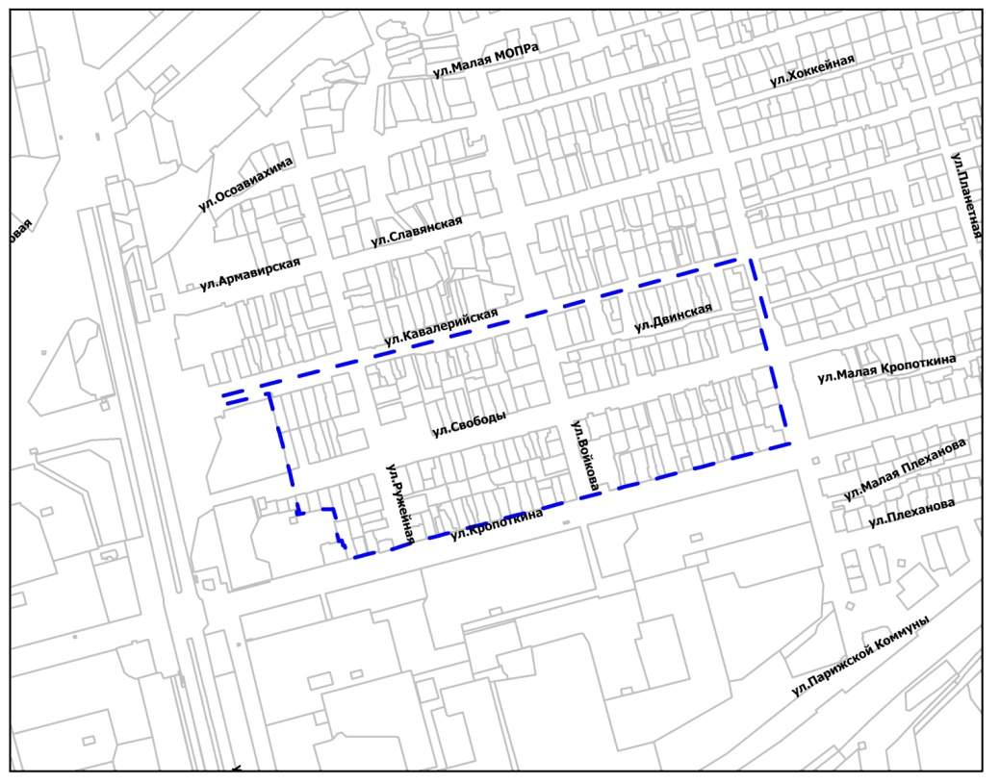 ул.Малая МОПРа
ул.Хоккейная
ул.Осоавиахима
ул.Планетная
овая
ул.Славянская
ул.Армавирская
ул.Кавалерийская
ул.Двинская
ул.Малая Кропоткина
ул.Свободы
ул.Войкова
ул.Малая Плеханова
ул.Ружейная
ул.Плеханова
ул.Кропоткина
ул.Парижской Коммуны